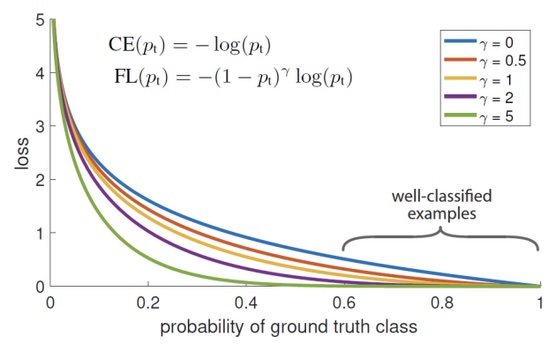 CE(pₜ) = −log(pₜ)
FL(pₜ) = −(1 − pₜ)^γ log(pₜ)
γ = 0
γ = 0.5
γ = 1
γ = 2
γ = 5
well-classified
examples
loss
5
4
3
2
1
0
0
0.2
0.4
0.6
0.8
1
probability of ground truth class